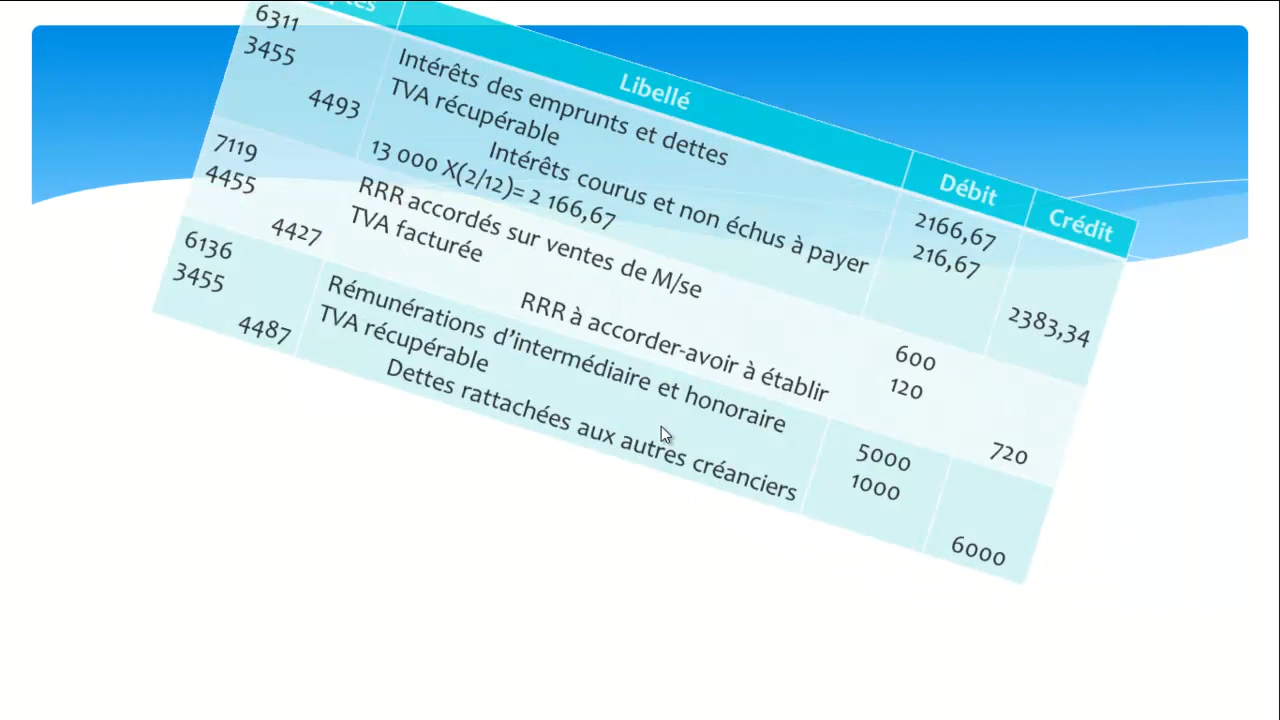 Libellé Débit Crédit
6311 Intérêts des emprunts et dettes 2166,67
3455 TVA récupérable 216,67
4493 Intérêts courus et non échus à payer 2383,34
13 000 X(2/12)= 2 166,67
7119 RRR accordés sur ventes de M/se 600
4455 TVA facturée 120
4427 RRR à accorder-avoir à établir 720
6136 Rémunérations d'intermédiaire et honoraire 5000
3455 TVA récupérable 1000
4487 Dettes rattachées aux autres créanciers 6000